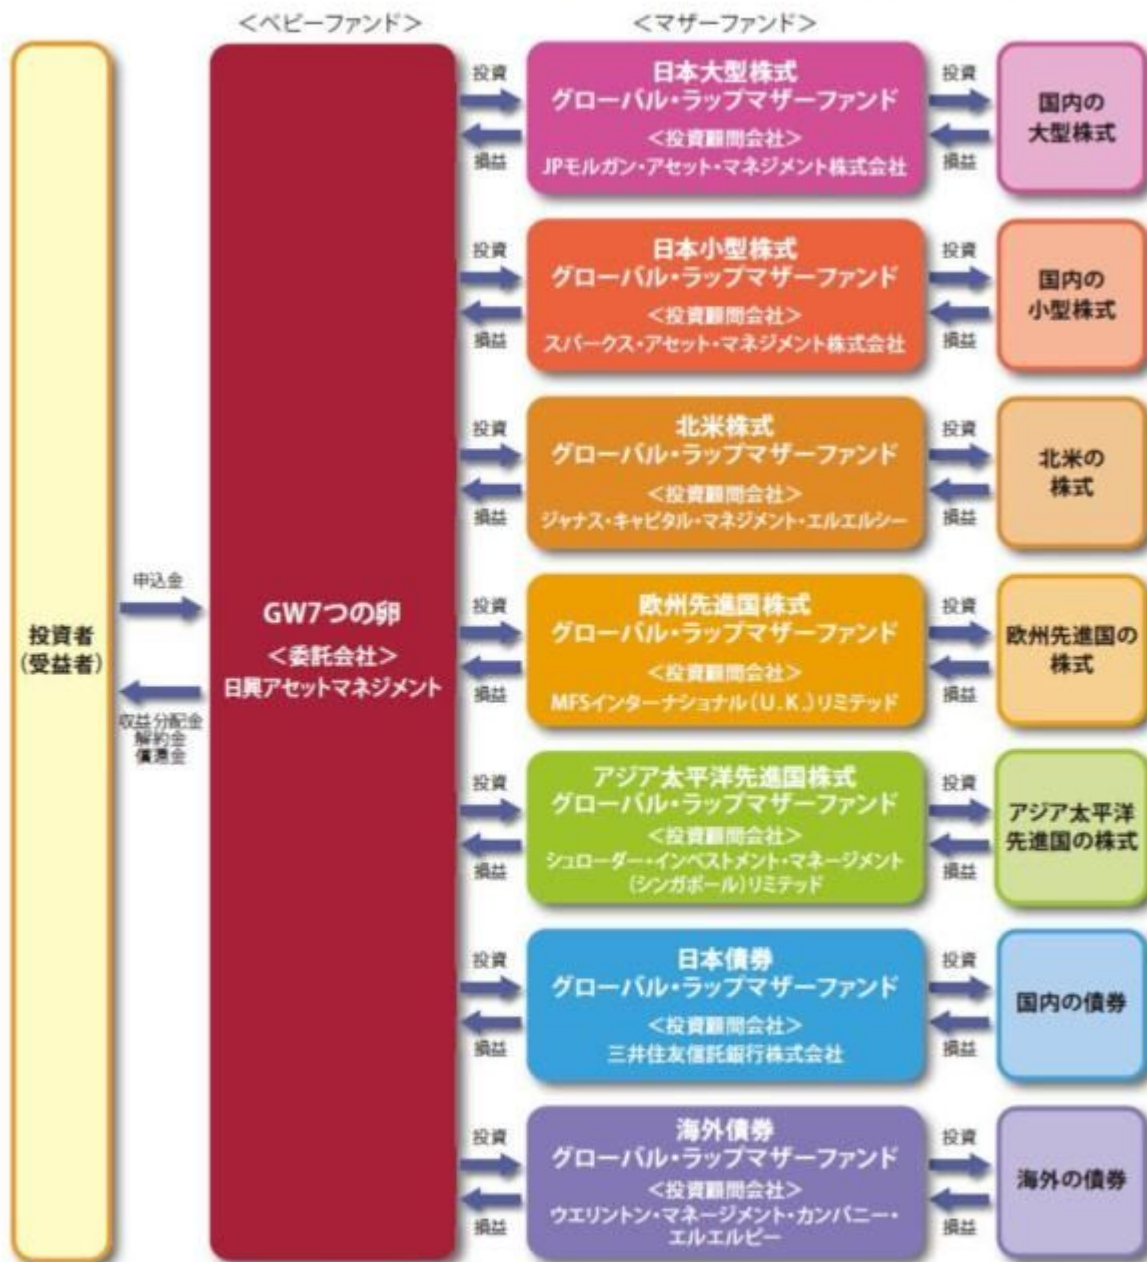 <ベビーファンド>
<マザーファンド>
投資者
(受益者)
申込金
収益分配金
解約金
償還金
GW7つの卵
<委託会社>
日興アセットマネジメント
投資
損益
日本大型株式
グローバル・ラップマザーファンド
<投資顧問会社>
JPモルガン・アセット・マネジメント株式会社
投資
損益
国内の
大型株式
投資
損益
日本小型株式
グローバル・ラップマザーファンド
<投資顧問会社>
スパークス・アセット・マネジメント株式会社
投資
損益
国内の
小型株式
投資
損益
北米株式
グローバル・ラップマザーファンド
<投資顧問会社>
ジャナス・キャピタル・マネジメント・エルエルシー
投資
損益
北米の
株式
投資
損益
欧州先進国株式
グローバル・ラップマザーファンド
<投資顧問会社>
MFSインターナショナル(U.K.)リミテッド
投資
損益
欧州先進国の
株式
投資
損益
アジア太平洋先進国株式
グローバル・ラップマザーファンド
<投資顧問会社>
シュローダー・インベストメント・マネージメント
(シンガポール)リミテッド
投資
損益
アジア太平洋
先進国の株式
投資
損益
日本債券
グローバル・ラップマザーファンド
<投資顧問会社>
三井住友信託銀行株式会社
投資
損益
国内の債券
投資
損益
海外債券
グローバル・ラップマザーファンド
<投資顧問会社>
ウエリントン・マネージメント・カンパニー・
エルエルピー
投資
損益
海外の債券